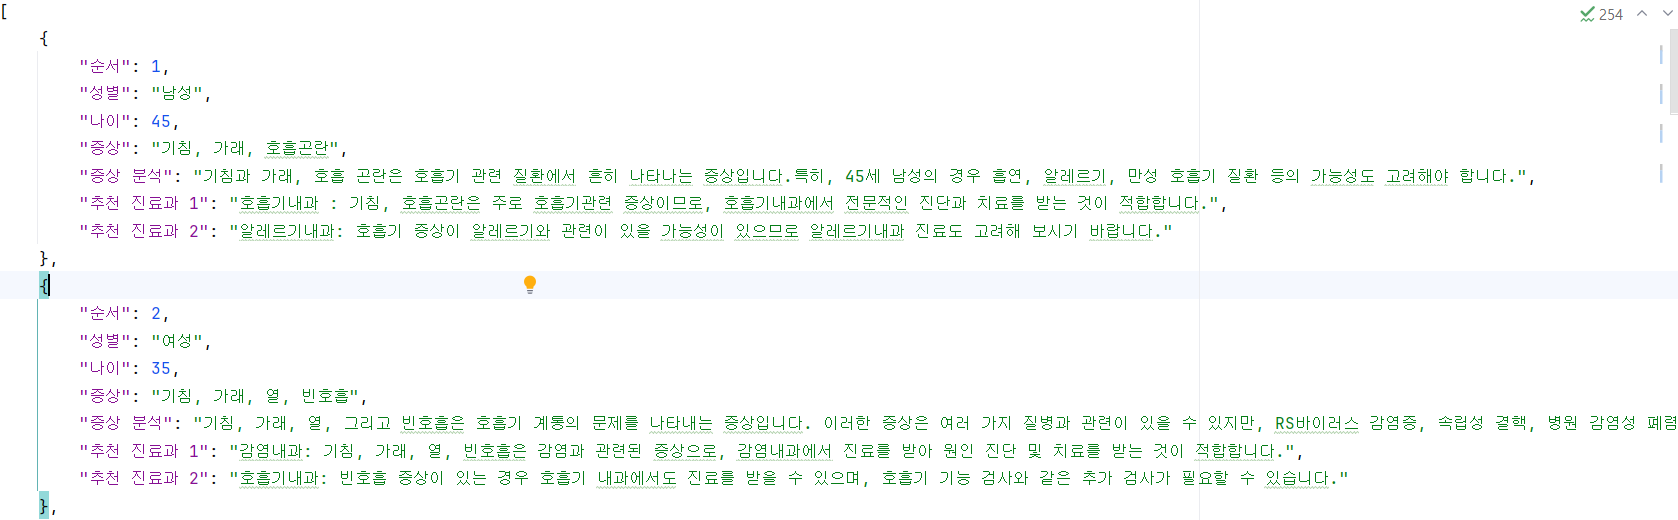 [
254
{
"순서": 1,
"성별": "남성",
"나이": 45,
"증상": "기침, 가래, 호흡곤란",
"증상 분석": "기침과 가래, 호흡 곤란은 호흡기 관련 질환에서 흔히 나타나는 증상입니다.특히, 45세 남성의 경우 흡연, 알레르기, 만성 호흡기 질환 등의 가능성도 고려해야 합니다.",
"추천 진료과 1": "호흡기내과 : 기침, 호흡곤란은 주로 호흡기관련 증상이므로, 호흡기내과에서 전문적인 진단과 치료를 받는 것이 적합합니다.",
"추천 진료과 2": "알레르기내과: 호흡기 증상이 알레르기와 관련이 있을 가능성이 있으므로 알레르기내과 진료도 고려해 보시기 바랍니다."
},
{
"순서": 2,
"성별": "여성",
"나이": 35,
"증상": "기침, 가래, 열, 빈호흡",
"증상 분석": "기침, 가래, 열, 그리고 빈호흡은 호흡기 계통의 문제를 나타내는 증상입니다. 이러한 증상은 여러 가지 질병과 관련이 있을 수 있지만, RS바이러스 감염증, 속립성 결핵, 병원 감염성 폐렴
"추천 진료과 1": "감염내과: 기침, 가래, 열, 빈호흡은 감염과 관련된 증상으로, 감염내과에서 진료를 받아 원인 진단 및 치료를 받는 것이 적합합니다.",
"추천 진료과 2": "호흡기내과: 빈호흡 증상이 있는 경우 호흡기 내과에서도 진료를 받을 수 있으며, 호흡기 기능 검사와 같은 추가 검사가 필요할 수 있습니다."
},